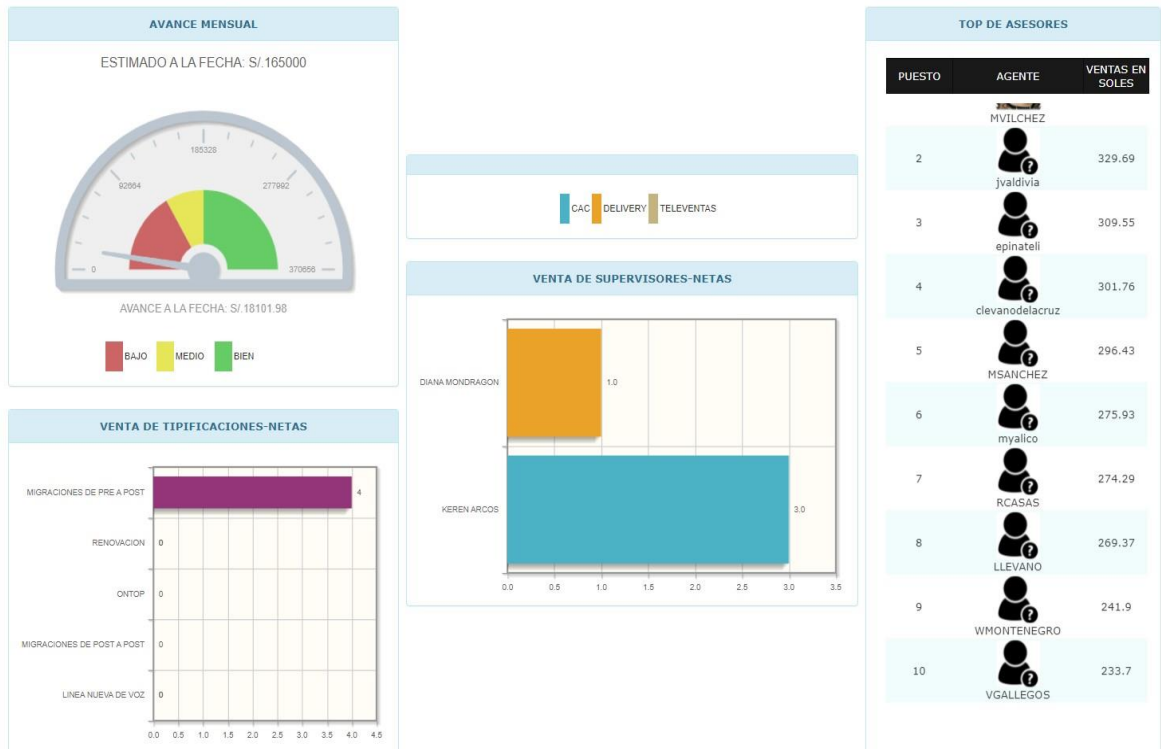 AVANCE MENSUAL
ESTIMADO A LA FECHA: S/.165000
185328
92664
277992
0
370656
AVANCE A LA FECHA: S/.18101.98
BAJO
MEDIO
BIEN
VENTA DE TIPIFICACIONES-NETAS
MIGRACIONES DE PRE A POST
4
RENOVACION
0
ONTOP
0
MIGRACIONES DE POST A POST
0
LINEA NUEVA DE VOZ
0
0.0 0.5 1.0 1.5 2.0 2.5 3.0 3.5 4.0 4.5
CAC
DELIVERY
TELEVENTAS
VENTA DE SUPERVISORES-NETAS
DIANA MONDRAGON
1.0
KEREN ARCOS
3.0
0.0 0.5 1.0 1.5 2.0 2.5 3.0 3.5
TOP DE ASESORES
PUESTO
AGENTE
VENTAS EN
SOLES
MVILCHEZ
2
?
329.69
jvaldivia
3
?
309.55
epinateli
4
?
301.76
clevanodelacruz
5
?
296.43
MSANCHEZ
6
?
275.93
myalico
7
?
274.29
RCASAS
8
?
269.37
LLEVANO
9
?
241.9
WMONTENEGRO
10
?
233.7
VGALLEGOS